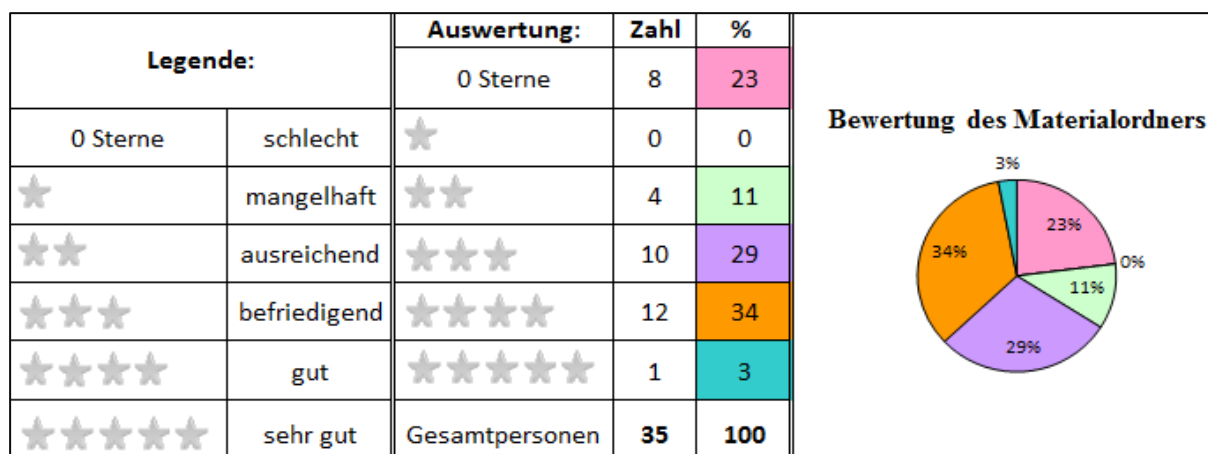 Legende:
Auswertung: Zahl %
0 Sterne 8 23
0 Sterne schlecht 0 0
mangelhaft 4 11
ausreichend 10 29
befriedigend 12 34
gut 1 3
sehr gut Gesamtpersonen 35 100
Bewertung des Materialordners
3%
23%
34%
0%
11%
29%